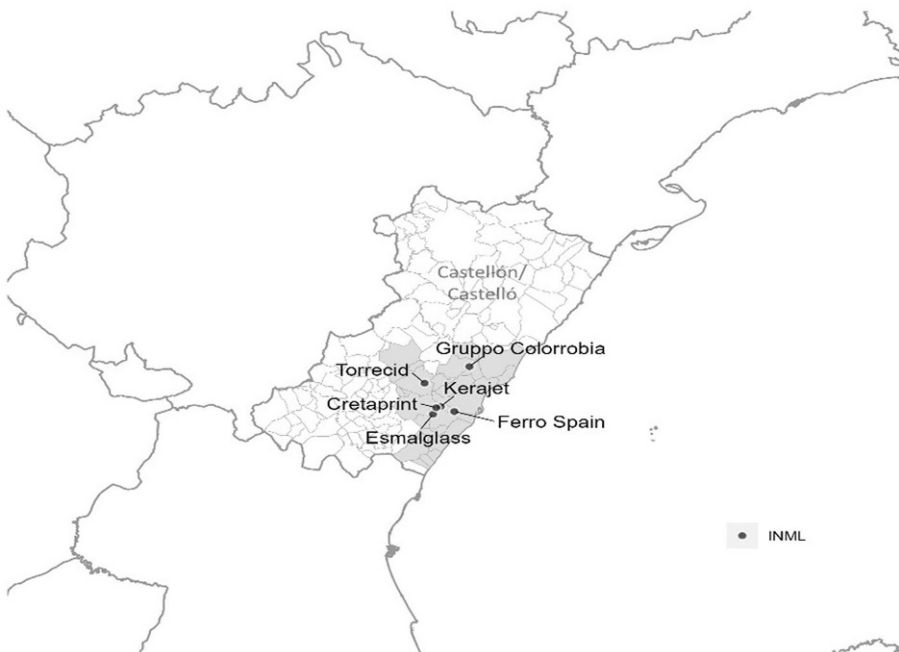 Castellón/
Castelló
Gruppo Colorrobia
Torrecid
Kerajet
Cretaprint
Ferro Spain
Esmalglass
INML